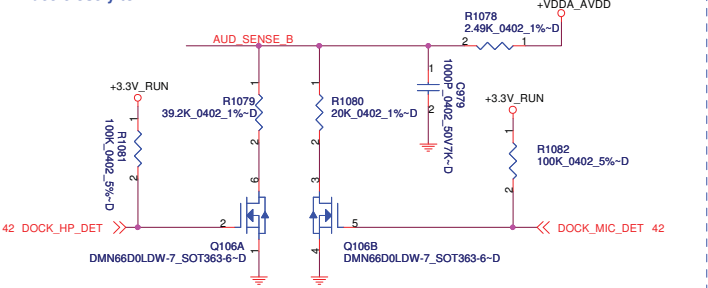 +VDDA_AVDD
R1078
2.49K_0402_1%~D
2
1
AUD_SENSE_B
+3.3V_RUN
1
R1081
100K_0402_5%~D
2
1
R1079
39.2K_0402_1%~D
2
1
R1080
20K_0402_1%~D
2
1
C979
1000P_0402_50V7K~D
2
+3.3V_RUN
1
R1082
100K_0402_5%~D
2
6
3
42 DOCK_HP_DET
2
5
DOCK_MIC_DET 42
1
4
Q106A
DMN66D0LDW-7_SOT363-6~D
Q106B
DMN66D0LDW-7_SOT363-6~D